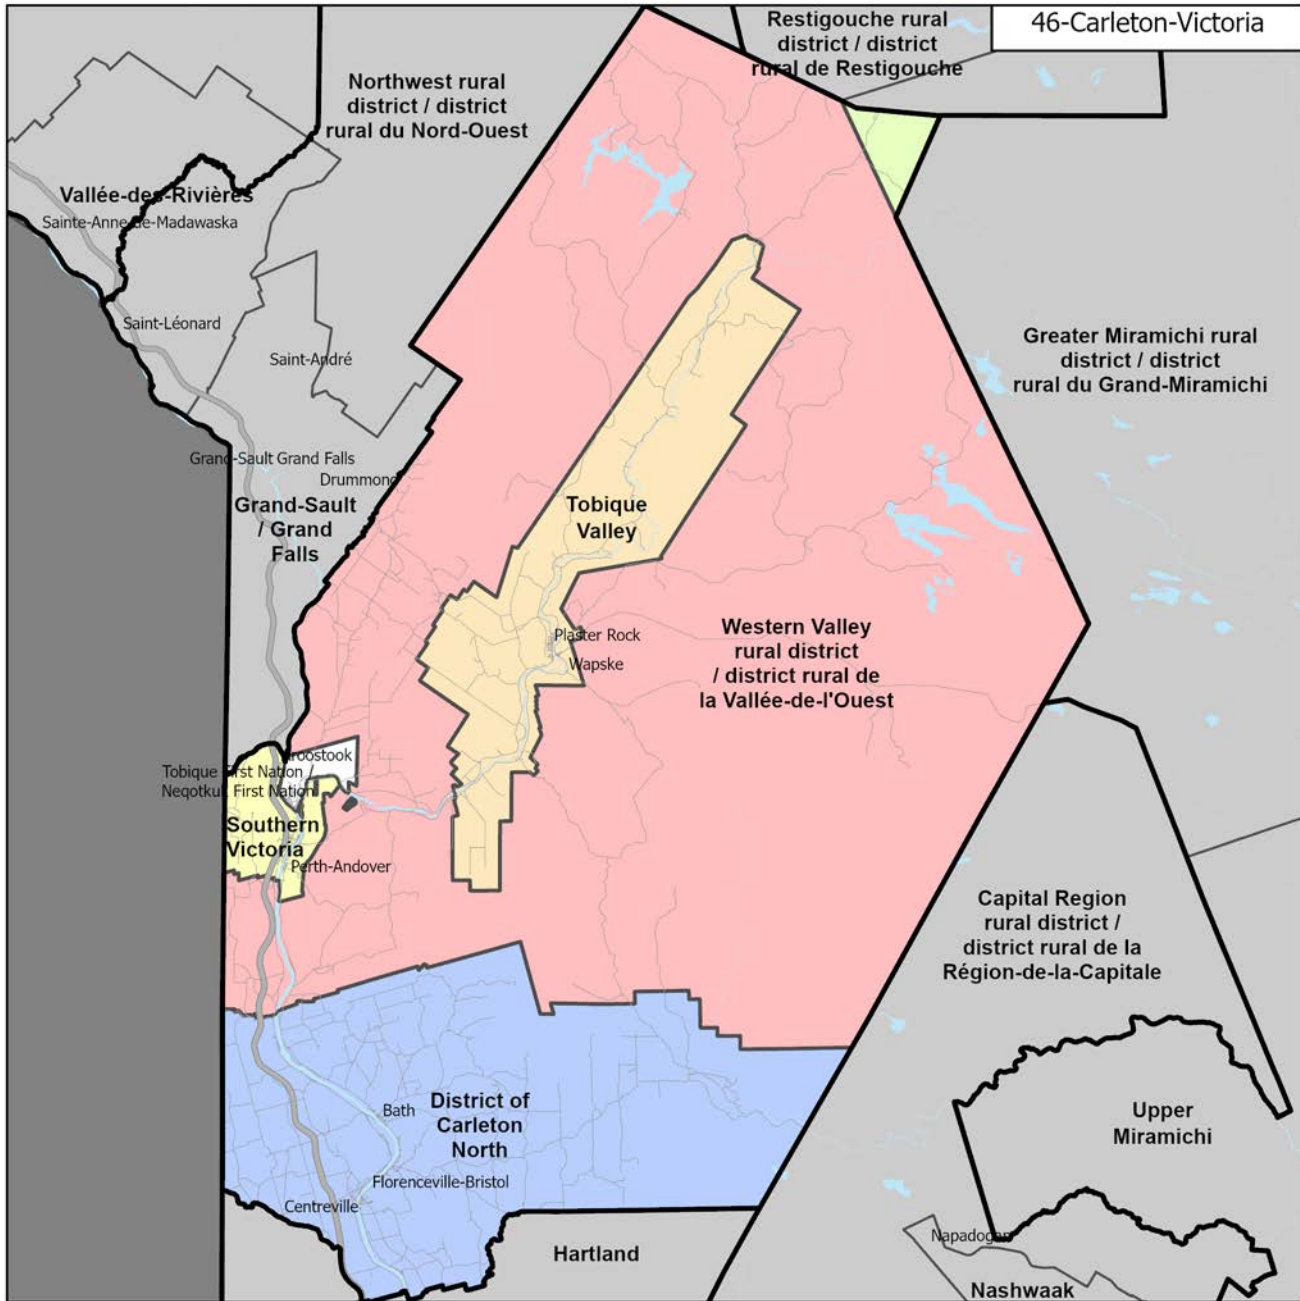 Restigouche rural
district / district
rural de Restigouche
46-Carleton-Victoria
Northwest rural
district / district
rural du Nord-Ouest
Vallée-des-Rivières
Sainte-Anne-de-Madawaska
Saint-Léonard
Saint-André
Greater Miramichi rural
district / district
rural du Grand-Miramichi
Grand-Sault Grand Falls
Drummond
Grand-Sault
/ Grand
Falls
Tobique
Valley
Plaster Rock
Wapske
Western Valley
rural district
/ district rural de
la Vallée-de-l'Ouest
Aroostook
Tobique First Nation /
Neqotkuk First Nation
Southern
Victoria
Perth-Andover
Capital Region
rural district /
district rural de la
Région-de-la-Capitale
District of
Carleton
North
Bath
Florenceville-Bristol
Centreville
Upper
Miramichi
Hartland
Napadogan
Nashwaak